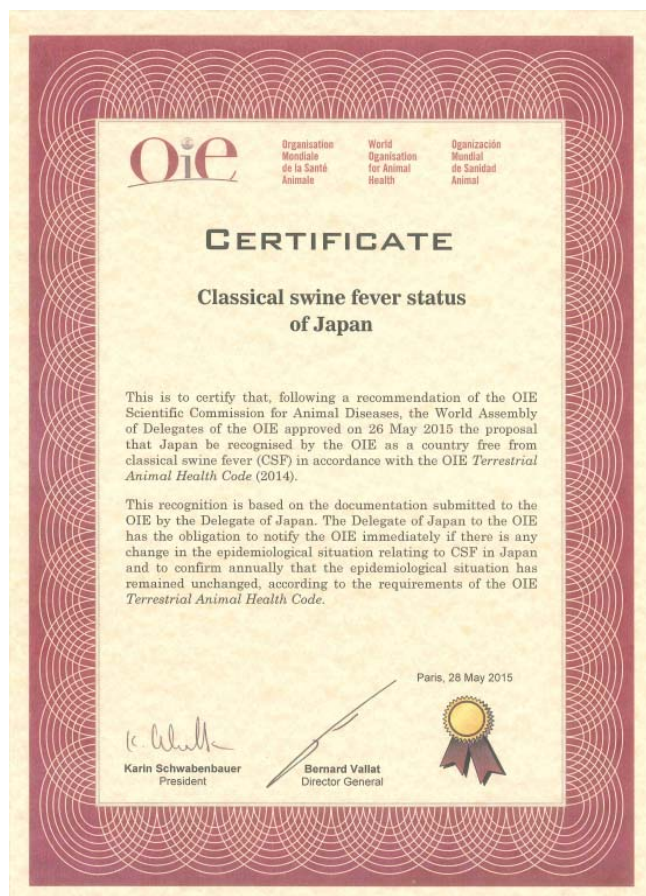 OiE
Organisation
Mondiale
de la Santé
Animale
World
Oganisation
for Animal
Health
Oganización
Mundial
de Sanidad
Animal
CERTIFICATE
Classical swine fever status
of Japan
This is to certify that, following a recommendation of the OIE
Scientific Commission for Animal Diseases, the World Assembly
of Delegates of the OIE approved on 26 May 2015 the proposal
that Japan be recognised by the OIE as a country free from
classical swine fever (CSF) in accordance with the OIE Terrestrial
Animal Health Code (2014).
This recognition is based on the documentation submitted to the
OIE by the Delegate of Japan. The Delegate of Japan to the OIE
has the obligation to notify the OIE immediately if there is any
change in the epidemiological situation relating to CSF in Japan
and to confirm annually that the epidemiological situation has
remained unchanged, according to the requirements of the OIE
Terrestrial Animal Health Code.
Paris, 28 May 2015
Karin Schwabenbauer
President
Bernard Vallat
Director General